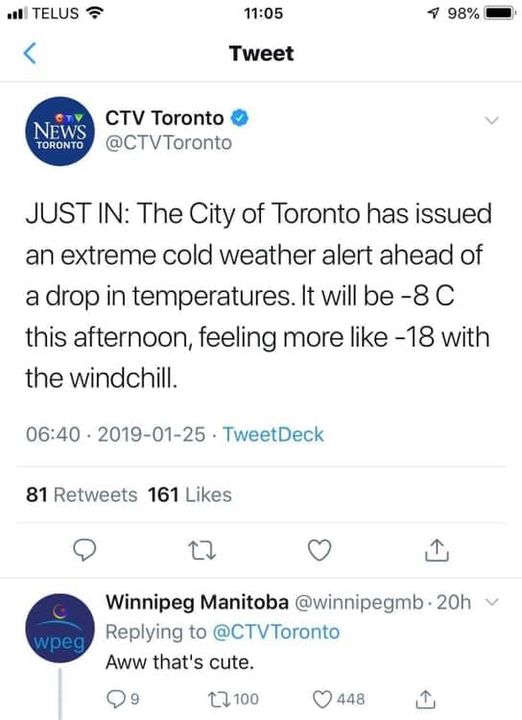 TELUS 11:05 98%
Tweet
CTV NEWS TORONTO
CTV Toronto
@CTVToronto
JUST IN: The City of Toronto has issued
an extreme cold weather alert ahead of
a drop in temperatures. It will be -8 C
this afternoon, feeling more like -18 with
the windchill.
06:40 · 2019-01-25 · TweetDeck
81 Retweets 161 Likes
wpeg
Winnipeg Manitoba @winnipegmb · 20h
Replying to @CTVToronto
Aww that's cute.
9 100 448